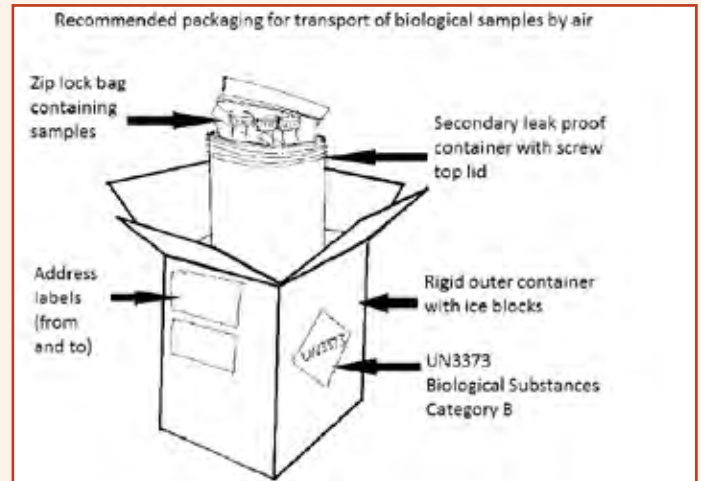 Recommended packaging for transport of biological samples by air
Zip lock bag
containing
samples
Secondary leak proof
container with screw
top lid
Address
labels
(from
and to)
Rigid outer container
with ice blocks
UN3373
UN3373
Biological Substances
Category B